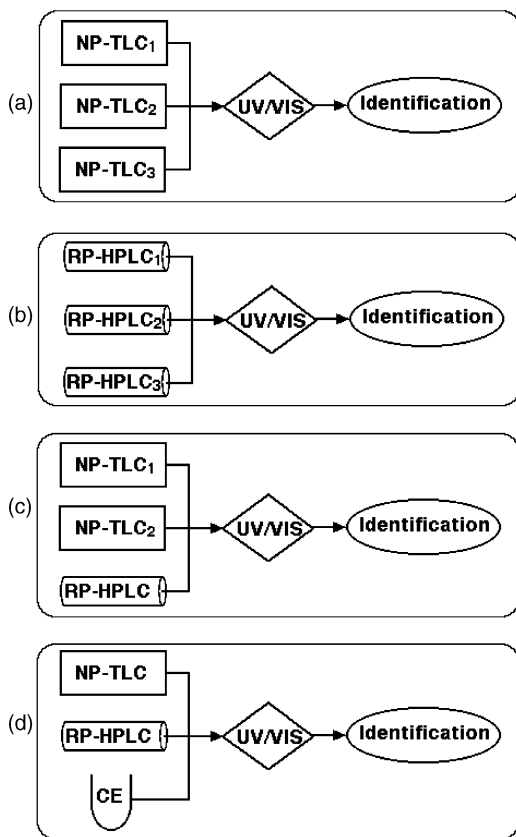 (a)
NP-TLC₁
NP-TLC₂
NP-TLC₃
UV/VIS
Identification
(b)
RP-HPLC₁
RP-HPLC₂
RP-HPLC₃
UV/VIS
Identification
(c)
NP-TLC₁
NP-TLC₂
RP-HPLC
UV/VIS
Identification
(d)
NP-TLC
RP-HPLC
CE
UV/VIS
Identification